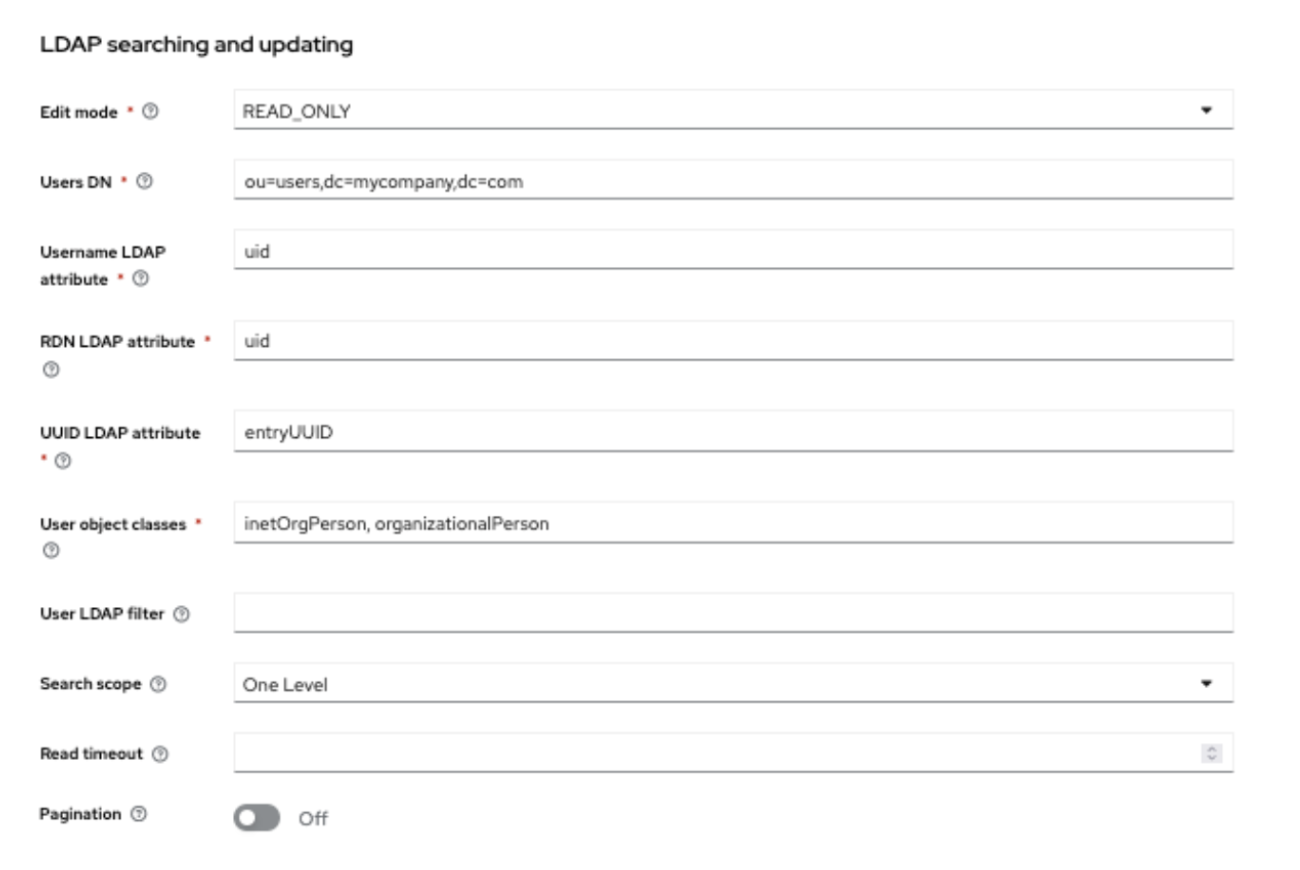 LDAP searching and updating
Edit mode * READ_ONLY
Users DN * ou=users,dc=mycompany,dc=com
Username LDAP
attribute * uid
RDN LDAP attribute * uid
UUID LDAP attribute
* entryUUID
User object classes * inetOrgPerson, organizationalPerson
User LDAP filter
Search scope One Level
Read timeout
Pagination Off